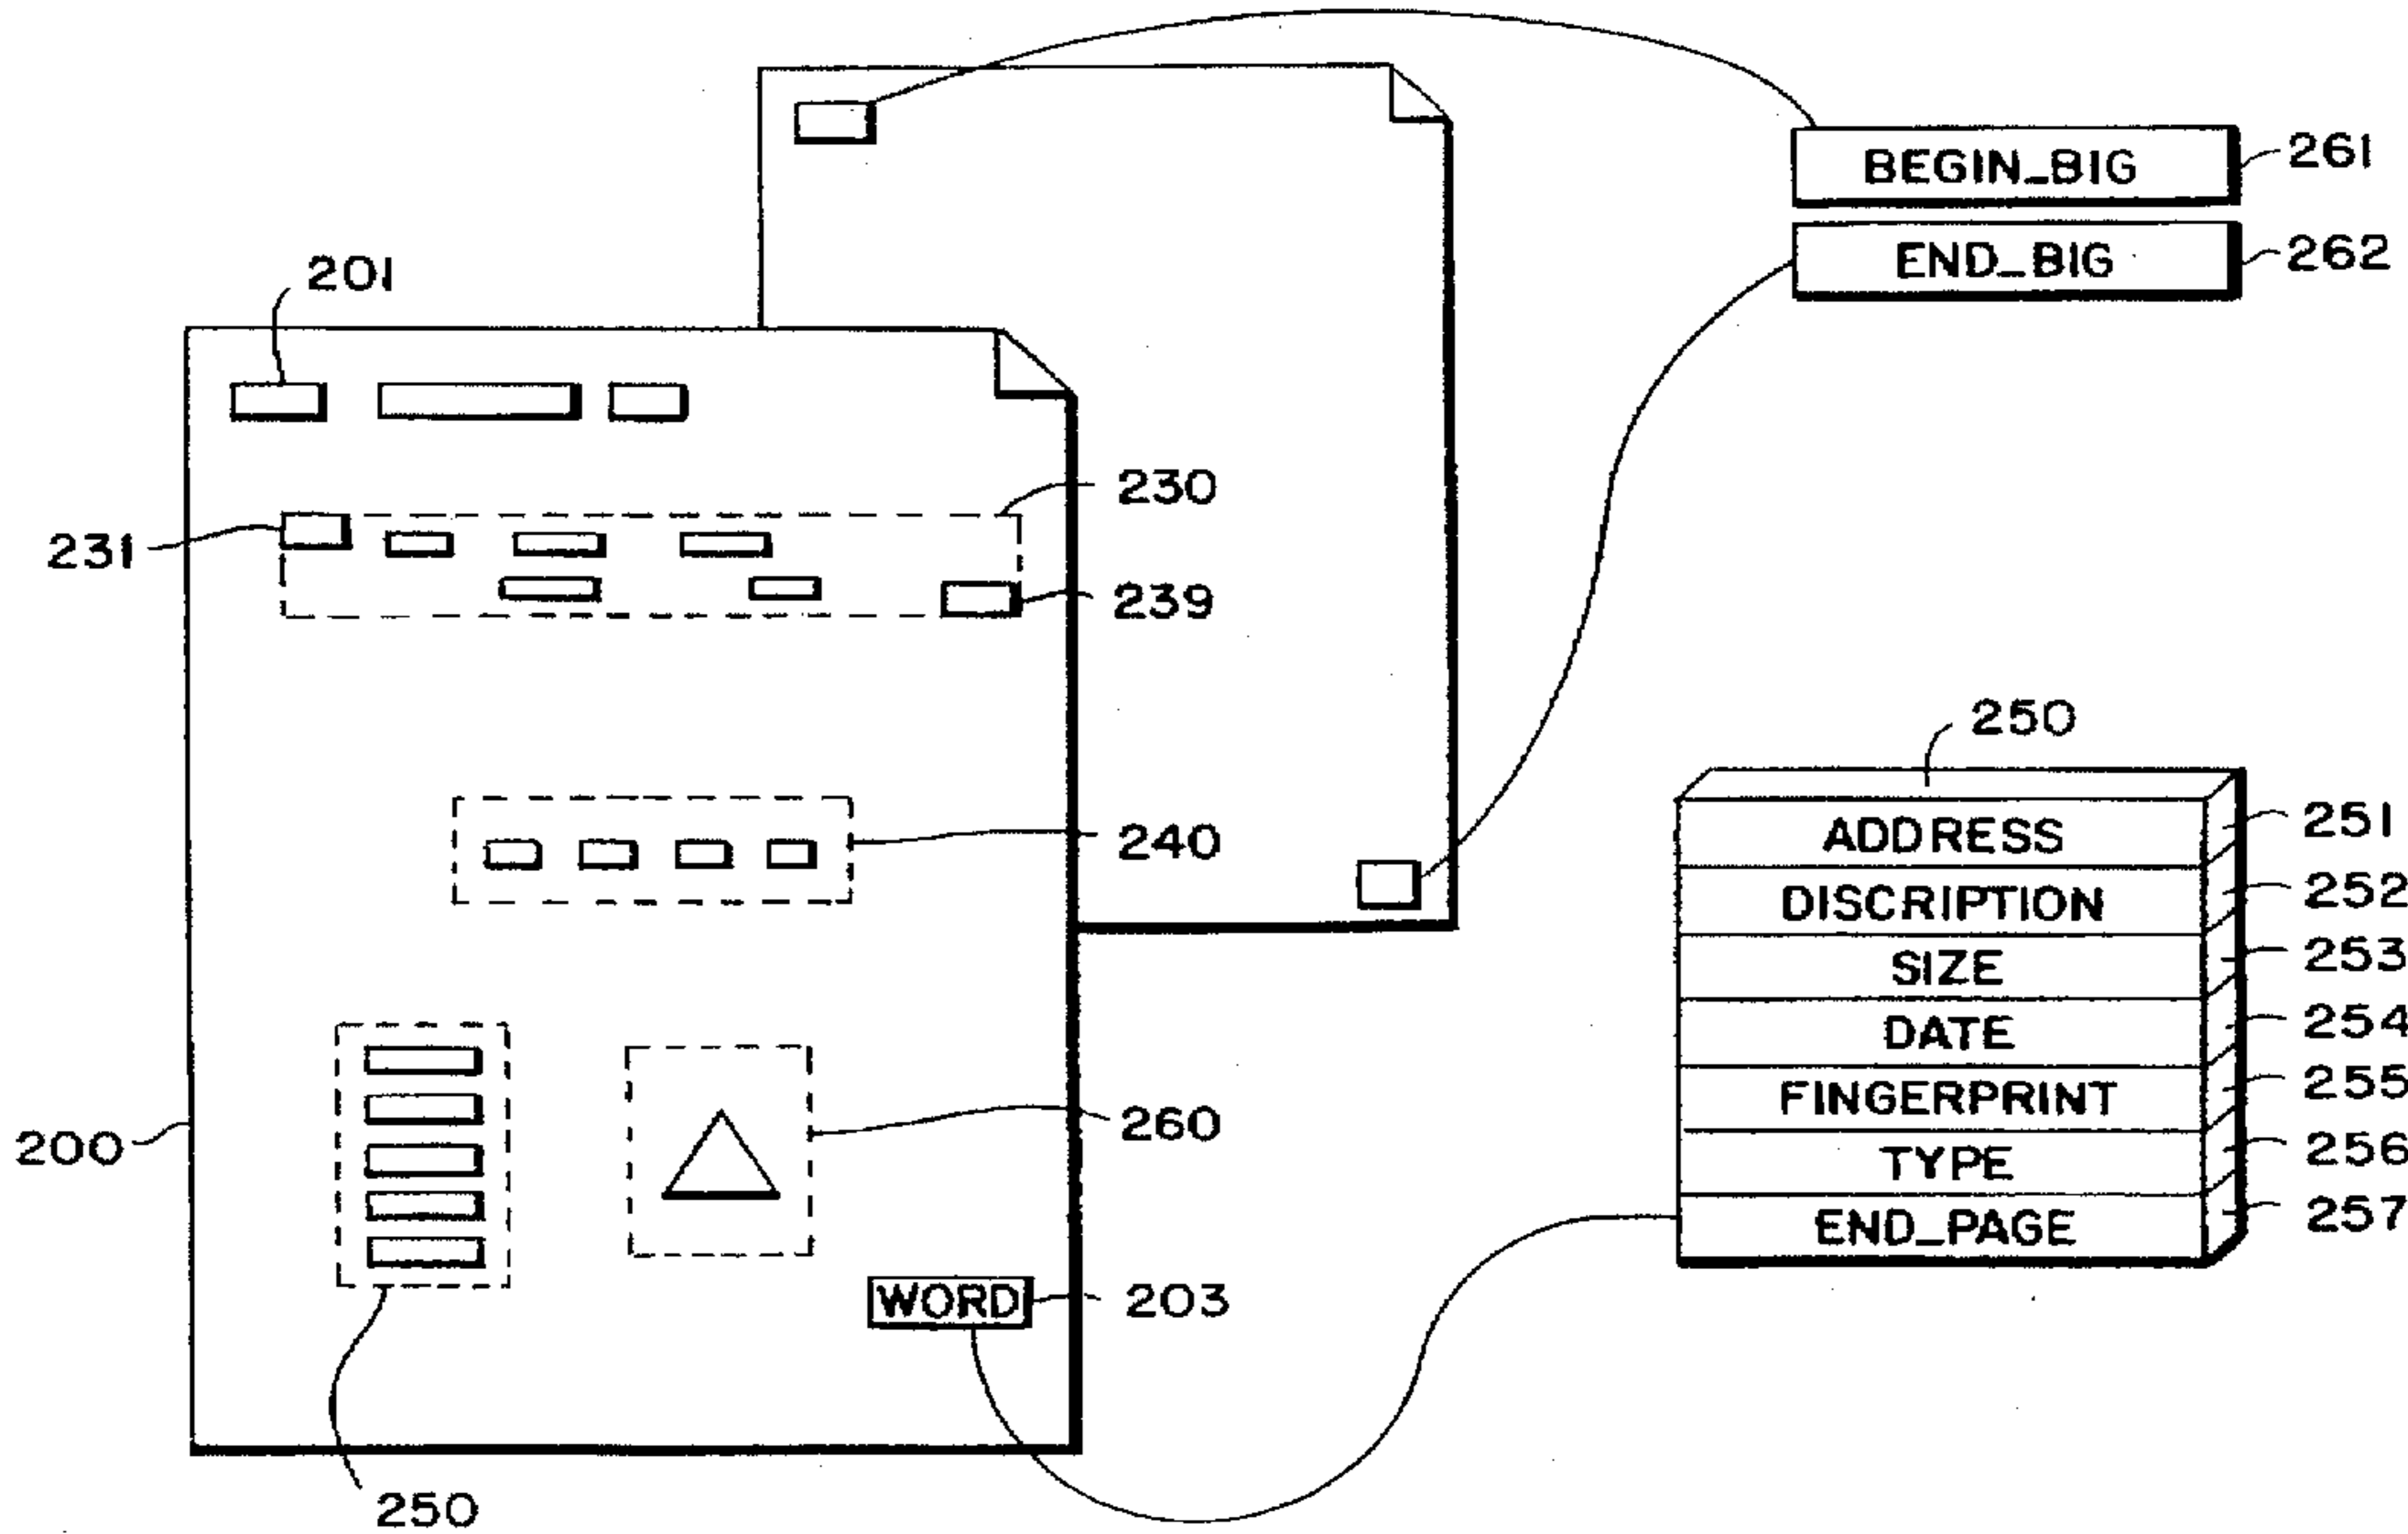 BEGIN_BIG 261
END_BIG 262
201
230
231
239
250
ADDRESS 251
240
DISCRIPTION 252
SIZE 253
DATE 254
FINGERPRINT 255
260
200
TYPE 256
END_PAGE 257
WORD 203
250